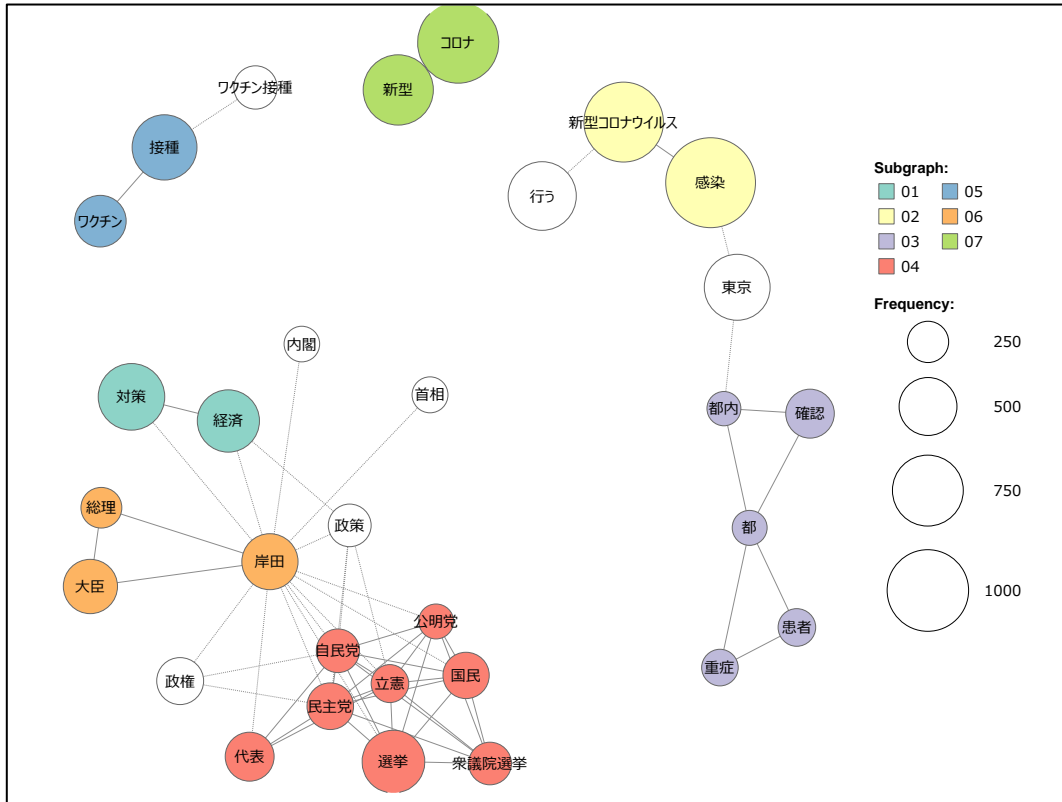 コロナ
新型
ワクチン接種
接種
ワクチン
新型コロナウイルス
感染
行う
東京
内閣
首相
対策
経済
都内
確認
総理
政策
都
岸田
大臣
公明党
患者
自民党
重症
政権
立憲
国民
民主党
代表
選挙
衆議院選挙
Subgraph:
01 05
02 06
03 07
04
Frequency:
250
500
750
1000